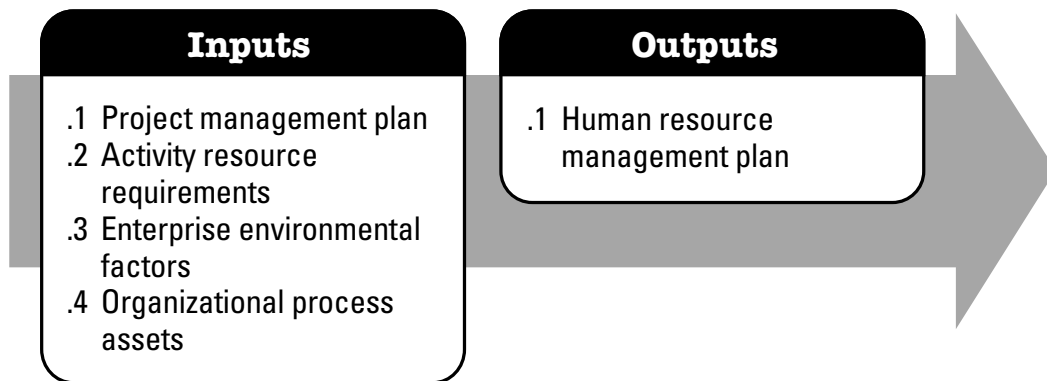 Inputs
.1 Project management plan
.2 Activity resource
requirements
.3 Enterprise environmental
factors
.4 Organizational process
assets
Outputs
.1 Human resource
management plan